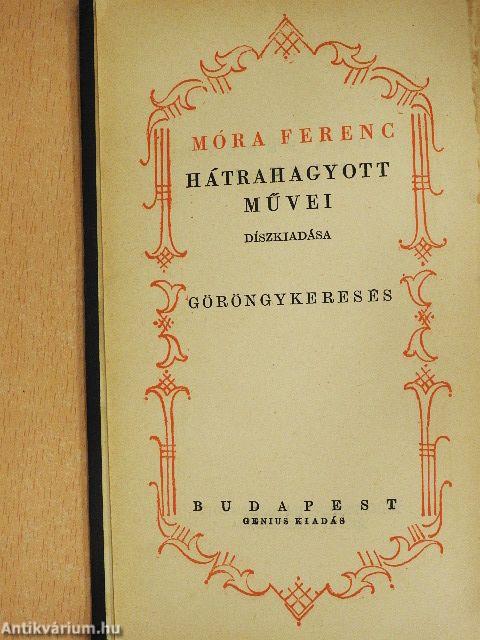 MÓRA FERENC
HÁTRAHAGYOTT
MŰVEI
DÍSZKIADÁSA
GÖRÖNGYKERESÉS
BUDAPEST
GENIUS KIADÁS
Antikvárium.hu